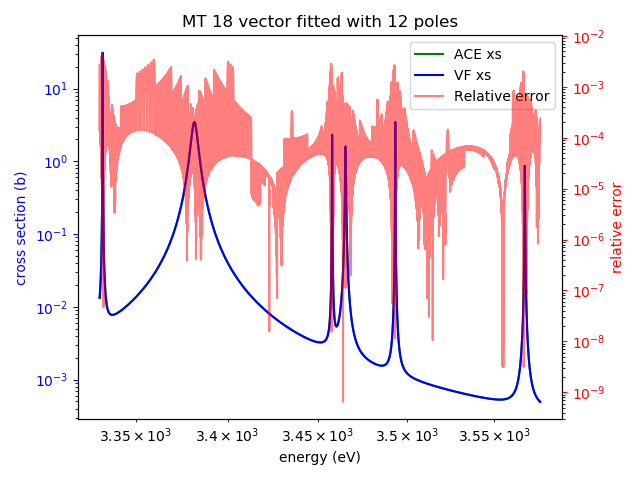 MT 18 vector fitted with 12 poles
ACE xs
VF xs
Relative error
cross section (b)
10¹
10⁰
10⁻¹
10⁻²
10⁻³
relative error
10⁻²
10⁻³
10⁻⁴
10⁻⁵
10⁻⁶
10⁻⁷
10⁻⁸
10⁻⁹
3.35 × 10³ 3.4 × 10³ 3.45 × 10³ 3.5 × 10³ 3.55 × 10³
energy (eV)